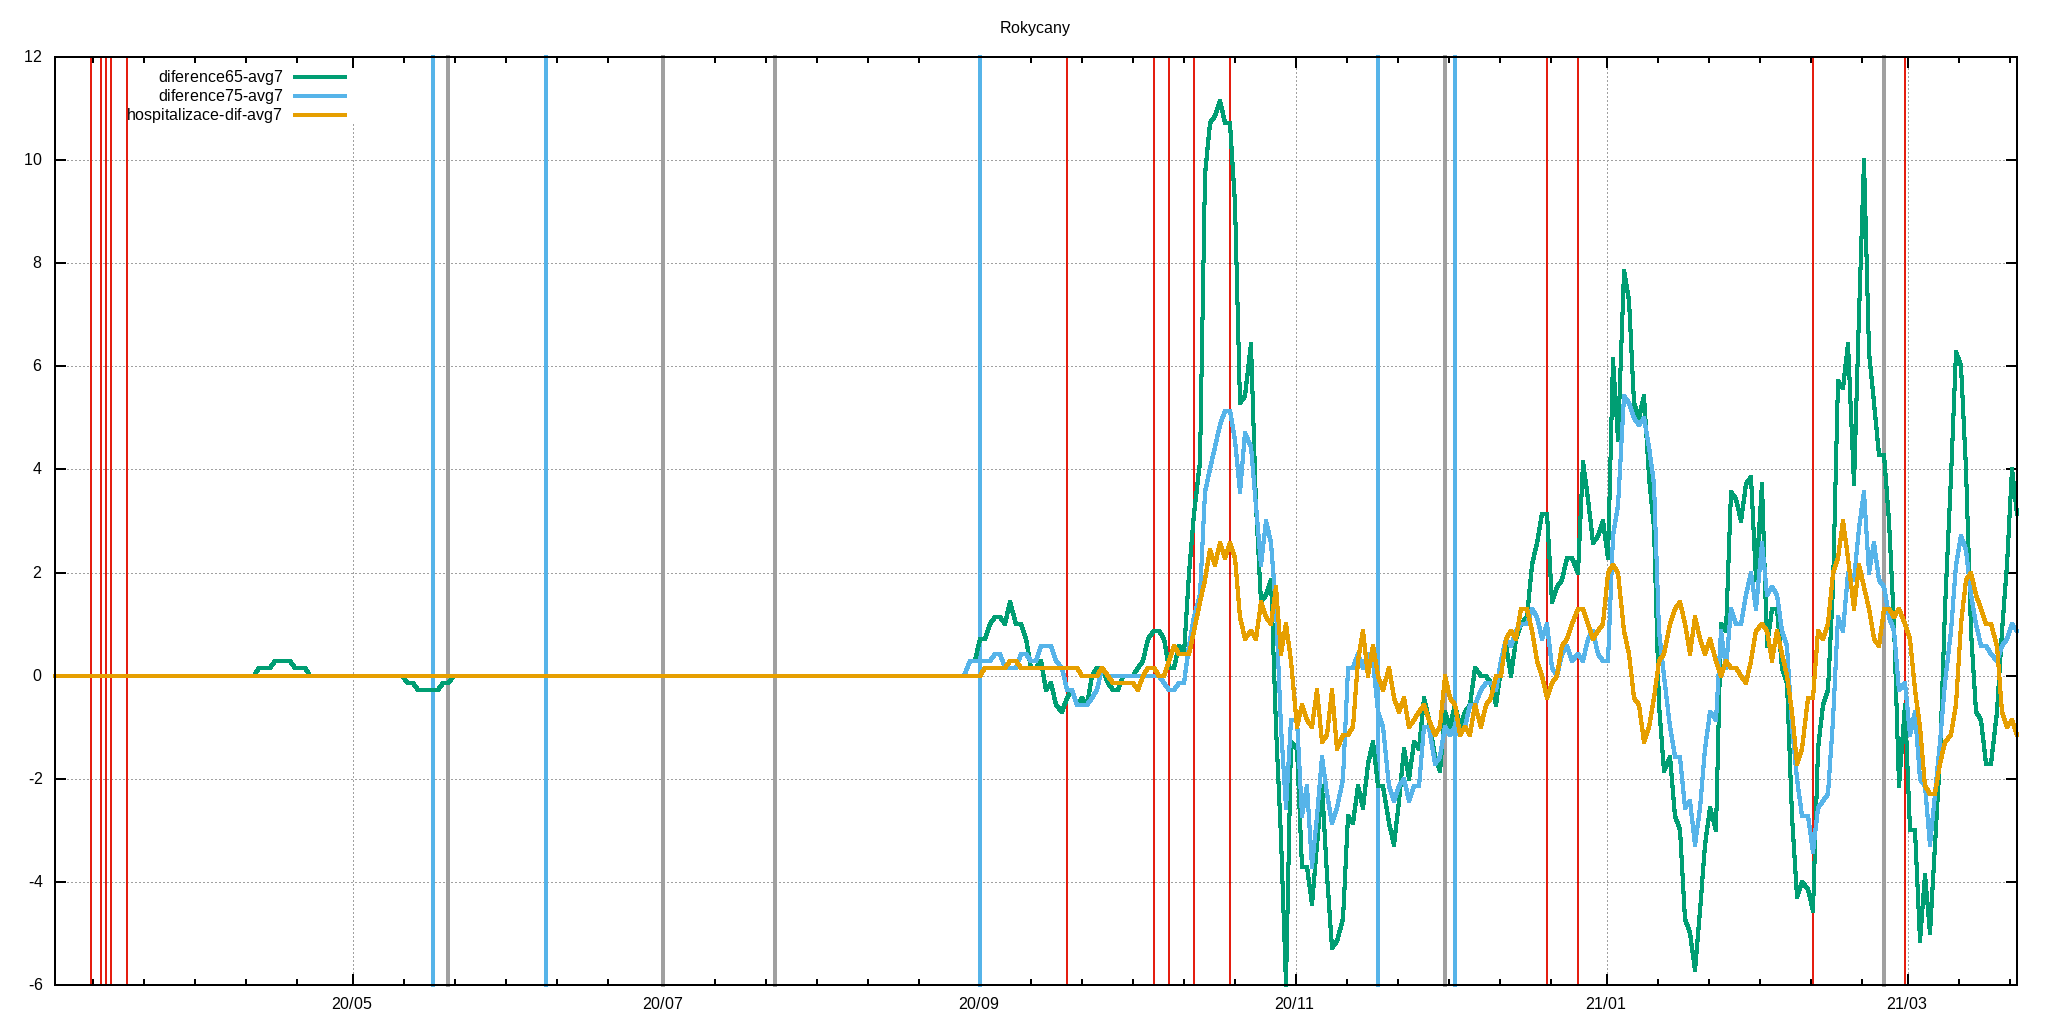 Rokycany
12
diference65-avg7
diference75-avg7
hospitalizace-dif-avg7
10
8
6
4
2
0
-2
-4
-6
20/05 20/07 20/09 20/11 21/01 21/03